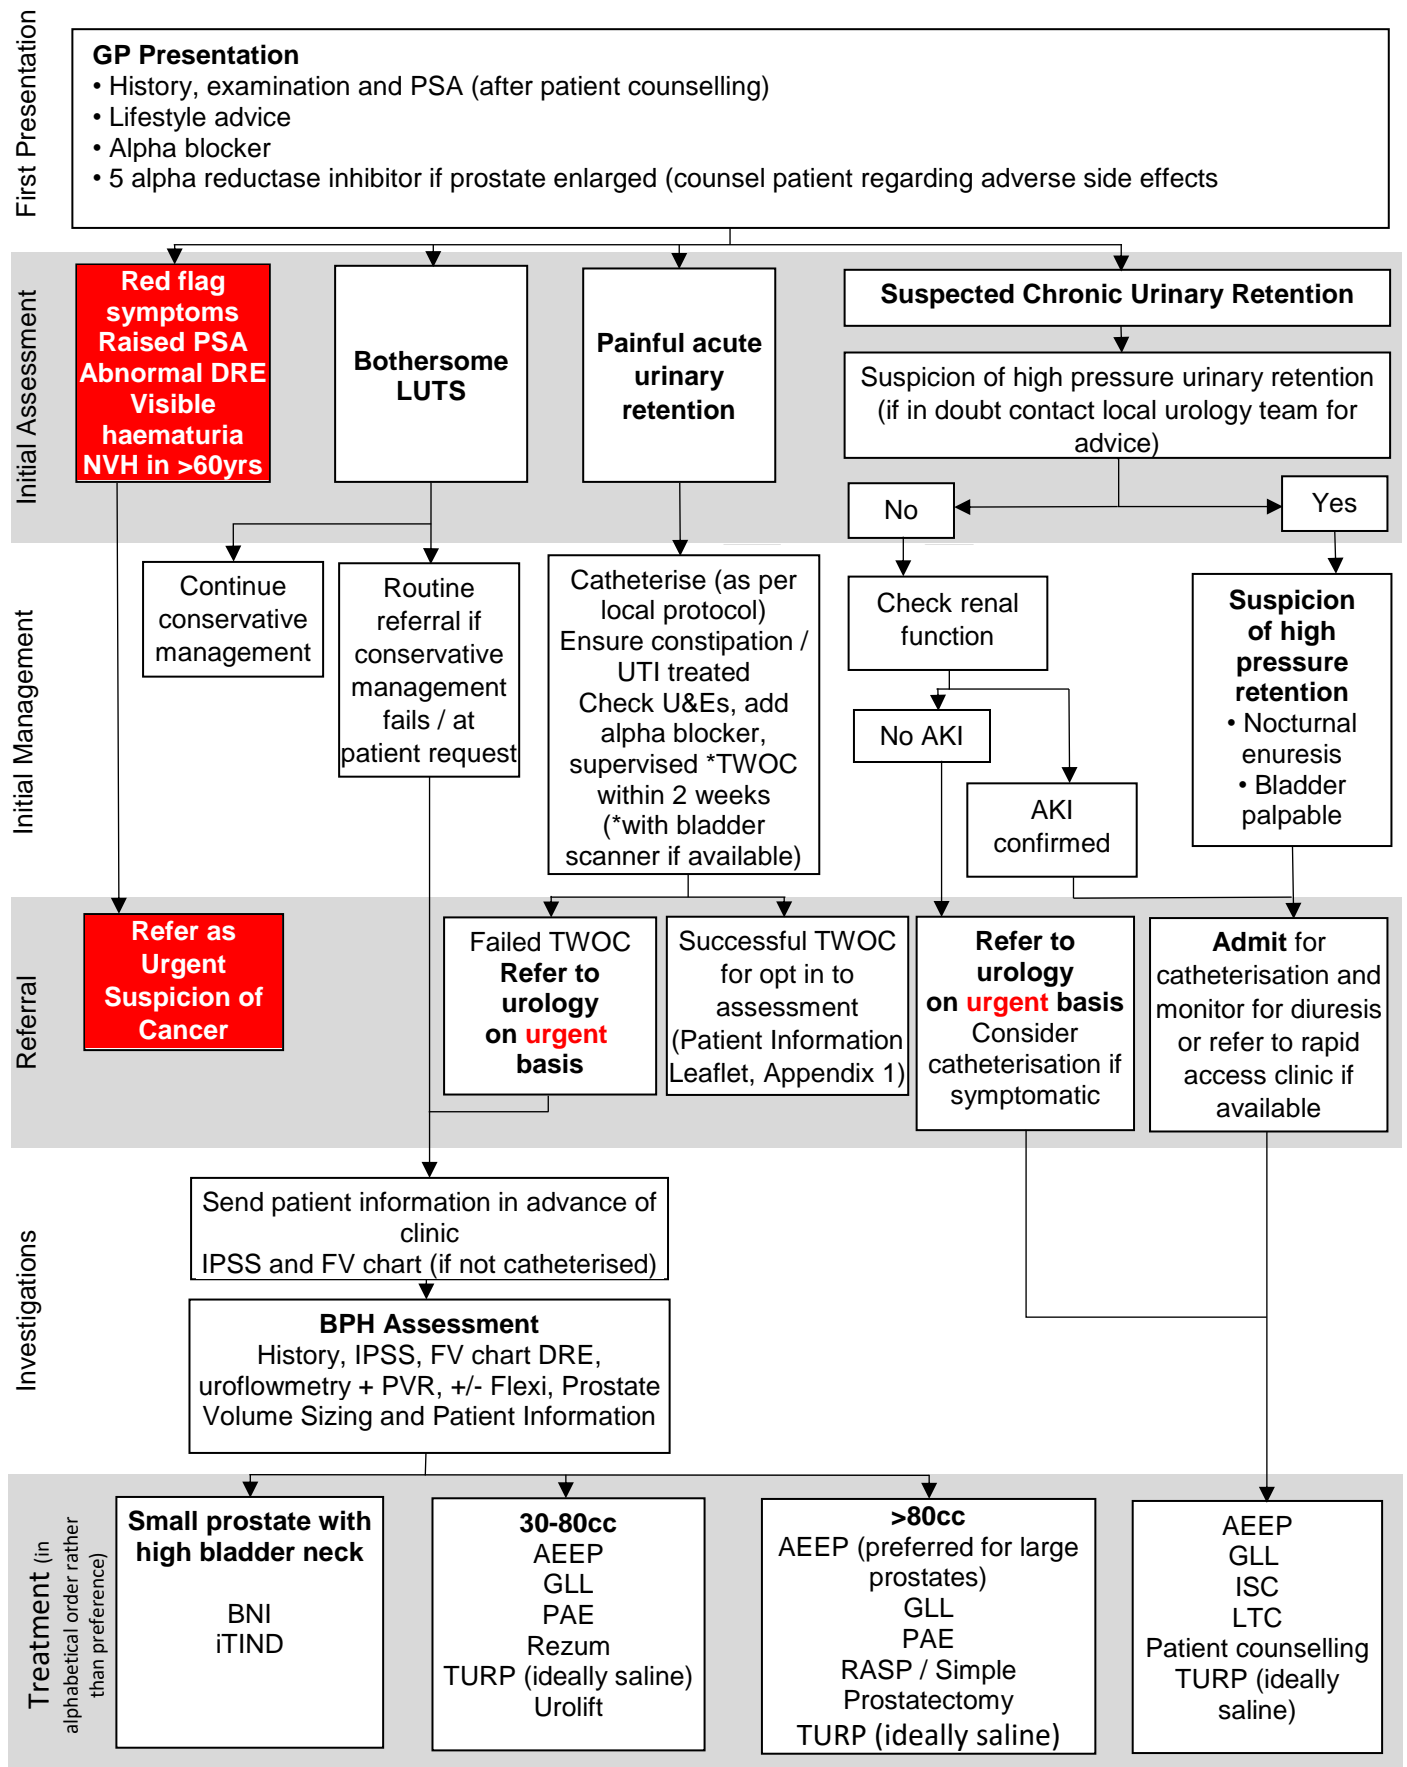 First Presentation
GP Presentation
• History, examination and PSA (after patient counselling)
• Lifestyle advice
• Alpha blocker
• 5 alpha reductase inhibitor if prostate enlarged (counsel patient regarding adverse side effects
Initial Assessment
Red flag
symptoms
Raised PSA
Abnormal DRE
Visible
haematuria
NVH in >60yrs
Bothersome
LUTS
Painful acute
urinary
retention
Suspected Chronic Urinary Retention
Suspicion of high pressure urinary retention
(if in doubt contact local urology team for
advice)
No
Yes
Initial Management
Continue
conservative
management
Routine
referral if
conservative
management
fails / at
patient request
Catheterise (as per
local protocol)
Ensure constipation /
UTI treated
Check U&Es, add
alpha blocker,
supervised *TWOC
within 2 weeks
(*with bladder
scanner if available)
Check renal
function
No AKI
AKI
confirmed
Suspicion
of high
pressure
retention
• Nocturnal
enuresis
• Bladder
palpable
Referral
Refer as
Urgent
Suspicion of
Cancer
Failed TWOC
Refer to
urology
on urgent
basis
Successful TWOC
for opt in to
assessment
(Patient Information
Leaflet, Appendix 1)
Refer to
urology
on urgent basis
Consider
catheterisation if
symptomatic
Admit for
catheterisation and
monitor for diuresis
or refer to rapid
access clinic if
available
Investigations
Send patient information in advance of
clinic
IPSS and FV chart (if not catheterised)
BPH Assessment
History, IPSS, FV chart DRE,
uroflowmetry + PVR, +/- Flexi, Prostate
Volume Sizing and Patient Information
Treatment (in
alphabetical order rather
than preference)
Small prostate with
high bladder neck
BNI
iTIND
30-80cc
AEEP
GLL
PAE
Rezum
TURP (ideally saline)
Urolift
>80cc
AEEP (preferred for large
prostates)
GLL
PAE
RASP / Simple
Prostatectomy
TURP (ideally saline)
AEEP
GLL
ISC
LTC
Patient counselling
TURP (ideally
saline)